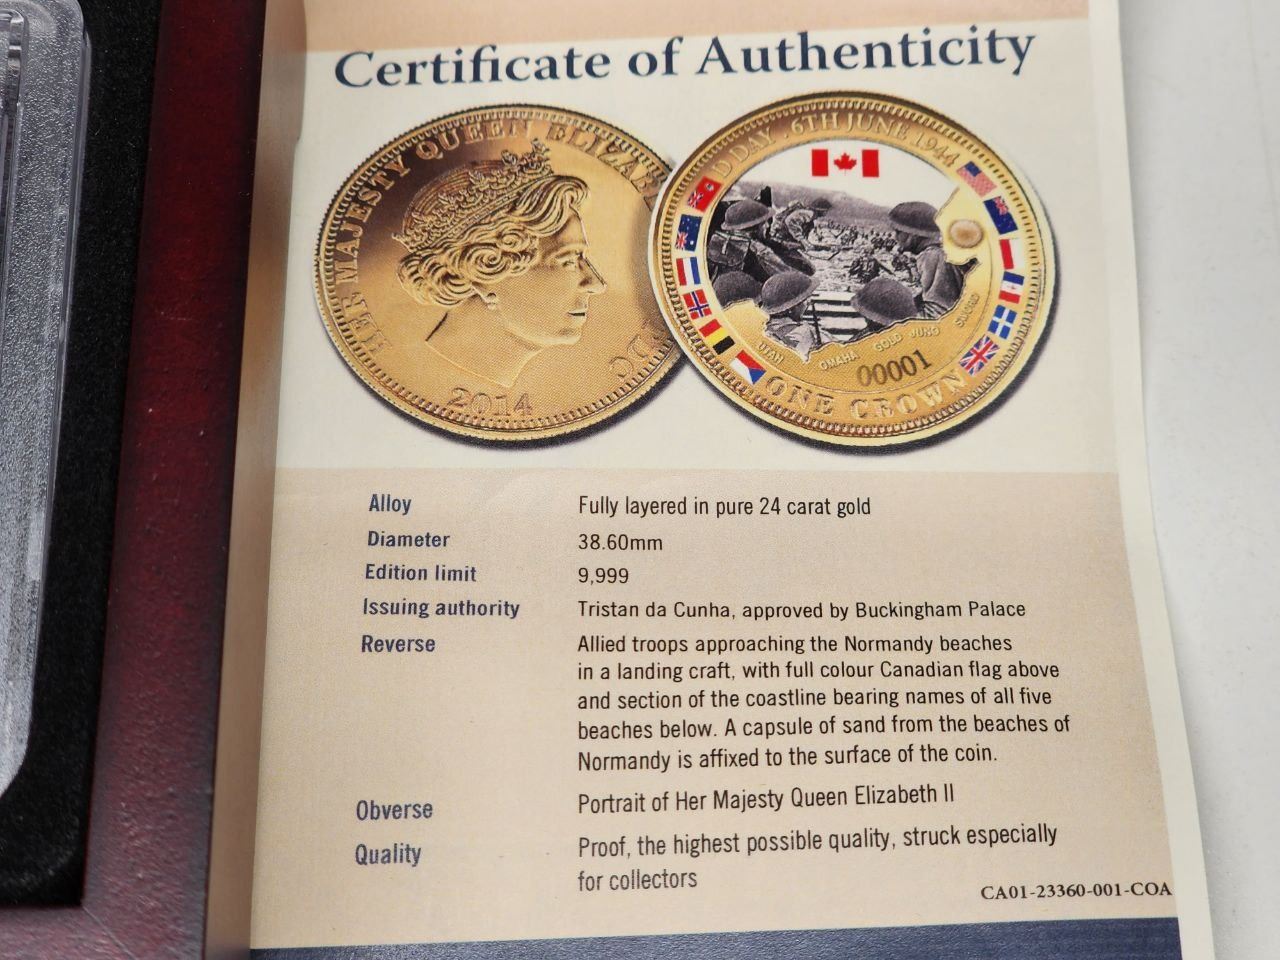 Certificate of Authenticity
HER MAJESTY QUEEN ELIZAB
DC
2014
D DAY . 6TH JUNE 1944
UTAH OMAHA GOLD JUNO SWORD
00001
ONE CROWN
Alloy Fully layered in pure 24 carat gold
Diameter 38.60mm
Edition limit 9,999
Issuing authority Tristan da Cunha, approved by Buckingham Palace
Reverse Allied troops approaching the Normandy beaches
in a landing craft, with full colour Canadian flag above
and section of the coastline bearing names of all five
beaches below. A capsule of sand from the beaches of
Normandy is affixed to the surface of the coin.
Obverse Portrait of Her Majesty Queen Elizabeth II
Quality Proof, the highest possible quality, struck especially
for collectors
CA01-23360-001-COA